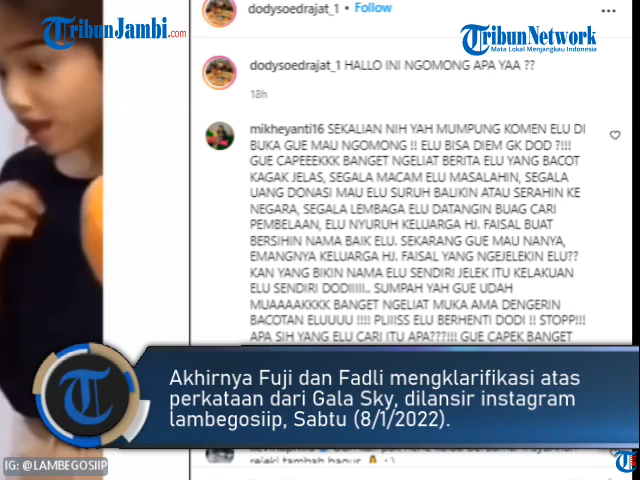 TRIBUNJAMBI.com
TRIBUNNETWORK
Mata Lokal Menjangkau Indonesia
dodysoedrajat_1 • Follow
dodysoedrajat_1 HALLO INI NGOMONG APA YAA ??
18h
mikheyanti16 SEKALIAN NIH YAH MUMPUNG KOMEN ELU DI
BUKA GUE MAU NGOMONG !! ELU BISA DIEM GK DOD ?!!!
GUE CAPEEEKKK BANGET NGELIAT BERITA ELU YANG BACOT
KAGAK JELAS, SEGALA MACAM ELU MASALAHIN, SEGALA
UANG DONASI MAU ELU SURUH BALIKIN ATAU SERAHIN KE
NEGARA, SEGALA LEMBAGA ELU DATANGIN BUAG CARI
PEMBELAAN, ELU NYURUH KELUARGA HJ. FAISAL BUAT
BERSIHIN NAMA BAIK ELU. SEKARANG GUE MAU NANYA,
EMANGNYA KELUARGA HJ. FAISAL YANG NGEJELEKIN ELU??
KAN YANG BIKIN NAMA ELU SENDIRI JELEK ITU KELAKUAN
ELU SENDIRI DODIIIII.. SUMPAH YAH GUE UDAH
MUAAAAKKKK BANGET NGELIAT MUKA AMA DENGERIN
BACOTAN ELUUUU !!!! PLIIISS ELU BERHENTI DODI !! STOPP!!!
APA SIH YANG ELU CARI ITU APA???!!! GUE CAPEK BANGET
Akhirnya Fuji dan Fadli mengklarifikasi atas
perkataan dari Gala Sky, dilansir instagram
lambegosiip, Sabtu (8/1/2022).
IG: @LAMBEGOSIIP